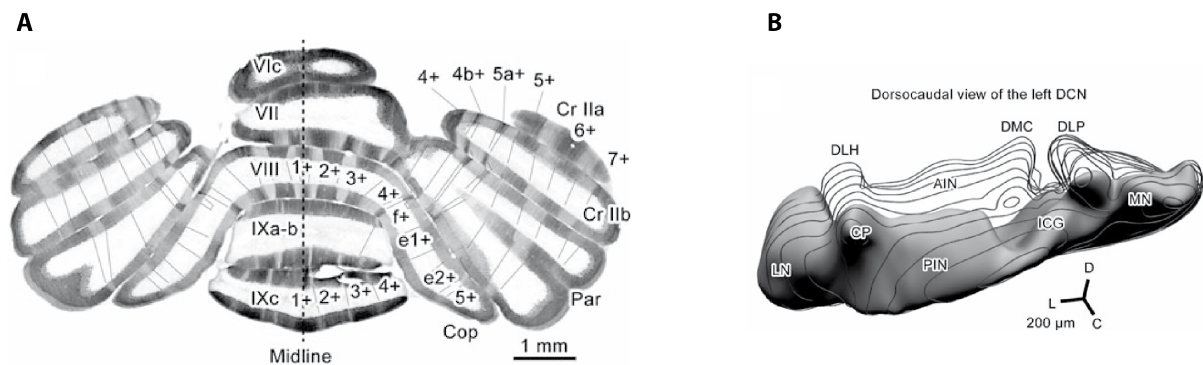 A
VIc
VII
VIII 1+ 2+ 3+ 4+
f+
e1+
e2+
5+
IXa-b
IXc 1+ 2+ 3+ 4+
4+ 4b+ 5a+ 5+
Cr IIa
6+
7+
Cr IIb
Par
Cop
Midline
1 mm
B
Dorsocaudal view of the left DCN
DLH
DMC
DLP
AIN
MN
ICG
CP
PIN
LN
D
L
C
200 µm